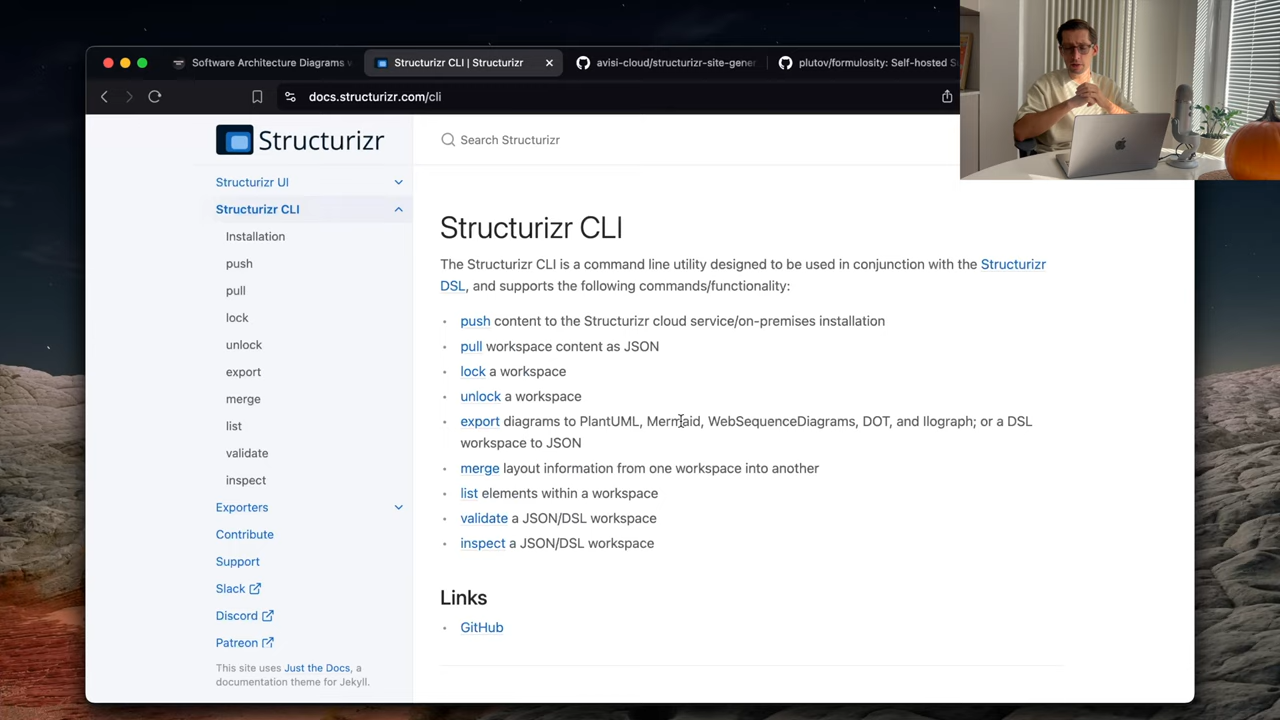 Software Architecture Diagrams v
Structurizr CLI | Structurizr
avisi-cloud/structurizr-site-gener
plutov/formulosity: Self-hosted S
docs.structurizr.com/cli
Structurizr
Search Structurizr
Structurizr UI
Structurizr CLI
Installation
push
pull
lock
unlock
export
merge
list
validate
inspect
Exporters
Contribute
Support
Slack
Discord
Patreon
This site uses Just the Docs, a
documentation theme for Jekyll.
Structurizr CLI
The Structurizr CLI is a command line utility designed to be used in conjunction with the Structurizr
DSL, and supports the following commands/functionality:
push content to the Structurizr cloud service/on-premises installation
pull workspace content as JSON
lock a workspace
unlock a workspace
export diagrams to PlantUML, Mermaid, WebSequenceDiagrams, DOT, and Ilograph; or a DSL
workspace to JSON
merge layout information from one workspace into another
list elements within a workspace
validate a JSON/DSL workspace
inspect a JSON/DSL workspace
Links
GitHub